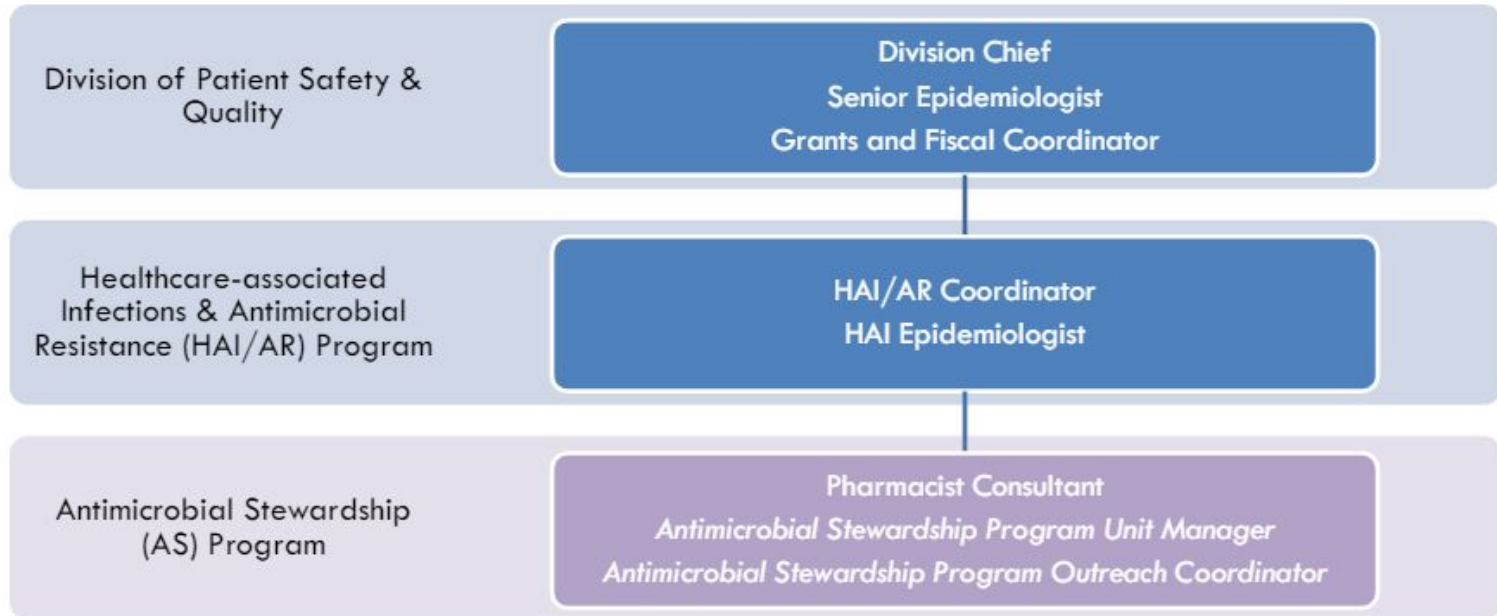 Division of Patient Safety &
Quality
Division Chief
Senior Epidemiologist
Grants and Fiscal Coordinator
Healthcare-associated
Infections & Antimicrobial
Resistance (HAI/AR) Program
HAI/AR Coordinator
HAI Epidemiologist
Antimicrobial Stewardship
(AS) Program
Pharmacist Consultant
Antimicrobial Stewardship Program Unit Manager
Antimicrobial Stewardship Program Outreach Coordinator